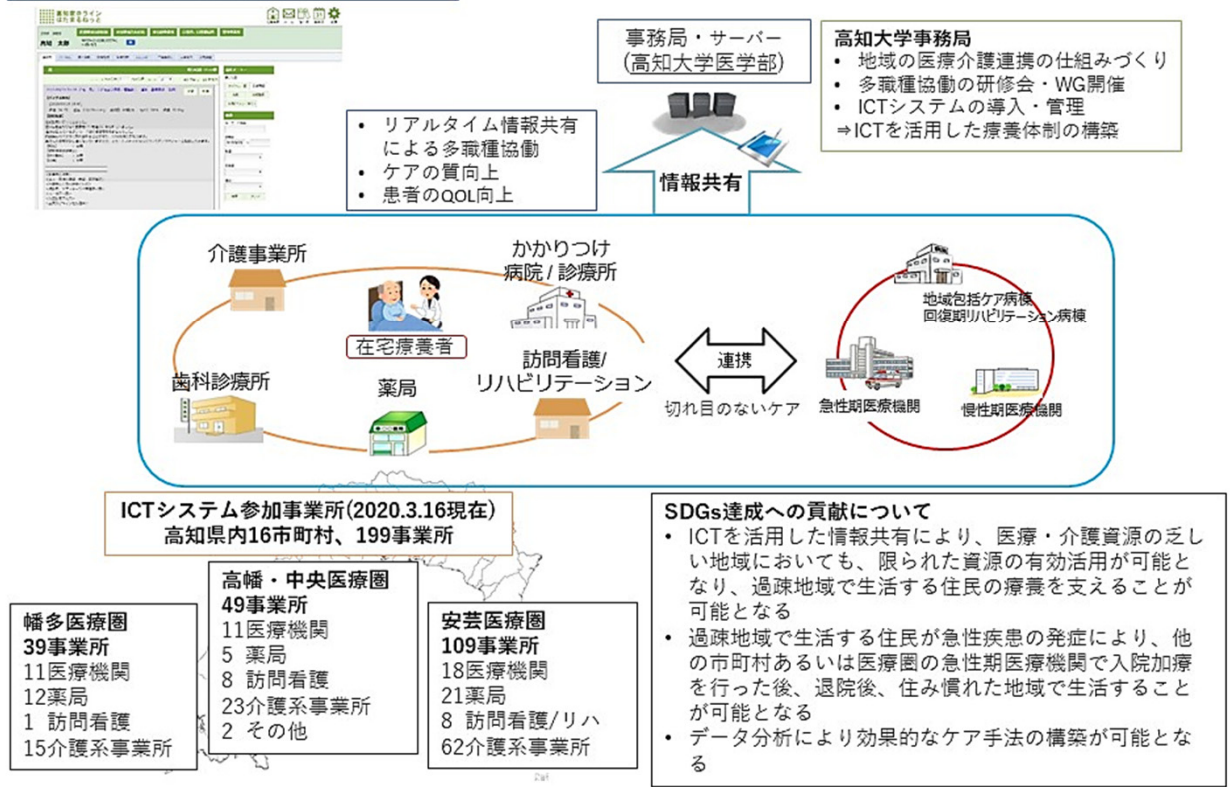 高知家@ライン
はたまるねっと
事務局・サーバー
(高知大学医学部)
高知大学事務局
• 地域の医療介護連携の仕組みづくり
• 多職種協働の研修会・WG開催
• ICTシステムの導入・管理
⇒ICTを活用した療養体制の構築
• リアルタイム情報共有
による多職種協働
• ケアの質向上
• 患者のQOL向上
情報共有
介護事業所
かかりつけ
病院/診療所
在宅療養者
歯科診療所
薬局
訪問看護/
リハビリテーション
連携
切れ目のないケア
地域包括ケア病棟
回復期リハビリテーション病棟
急性期医療機関
慢性期医療機関
ICTシステム参加事業所(2020.3.16現在)
高知県内16市町村、199事業所
幡多医療圏
39事業所
11医療機関
12薬局
1 訪問看護
15介護系事業所
高幡・中央医療圏
49事業所
11医療機関
5 薬局
8 訪問看護
23介護系事業所
2 その他
安芸医療圏
109事業所
18医療機関
21薬局
8 訪問看護/リハ
62介護系事業所
SDGs達成への貢献について
• ICTを活用した情報共有により、医療・介護資源の乏し
い地域においても、限られた資源の有効活用が可能と
なり、過疎地域で生活する住民の療養を支えることが
可能となる
• 過疎地域で生活する住民が急性疾患の発症により、他
の市町村あるいは医療圏の急性期医療機関で入院加療
を行った後、退院後、住み慣れた地域で生活すること
が可能となる
• データ分析により効果的なケア手法の構築が可能とな
る